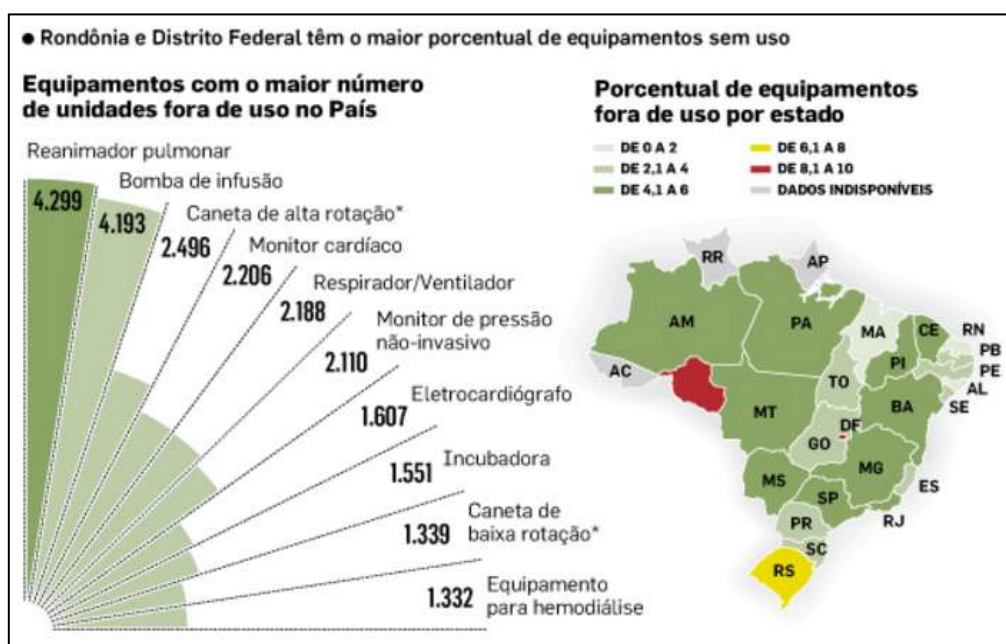 ● Rondônia e Distrito Federal têm o maior porcentual de equipamentos sem uso
Equipamentos com o maior número
de unidades fora de uso no País
Reanimador pulmonar
4.299
Bomba de infusão
4.193
Caneta de alta rotação*
2.496
Monitor cardíaco
2.206
Respirador/Ventilador
2.188
Monitor de pressão
não-invasivo
2.110
Eletrocardiógrafo
1.607
Incubadora
1.551
Caneta de
baixa rotação*
1.339
Equipamento
para hemodiálise
1.332
Porcentual de equipamentos
fora de uso por estado
DE 0 A 2
DE 2,1 A 4
DE 4,1 A 6
DE 6,1 A 8
DE 8,1 A 10
DADOS INDISPONÍVEIS
RR
AP
AM
PA
MA
CE
RN
PB
PE
AL
SE
PI
AC
TO
BA
MT
DF
GO
MG
ES
MS
SP
RJ
PR
SC
RS